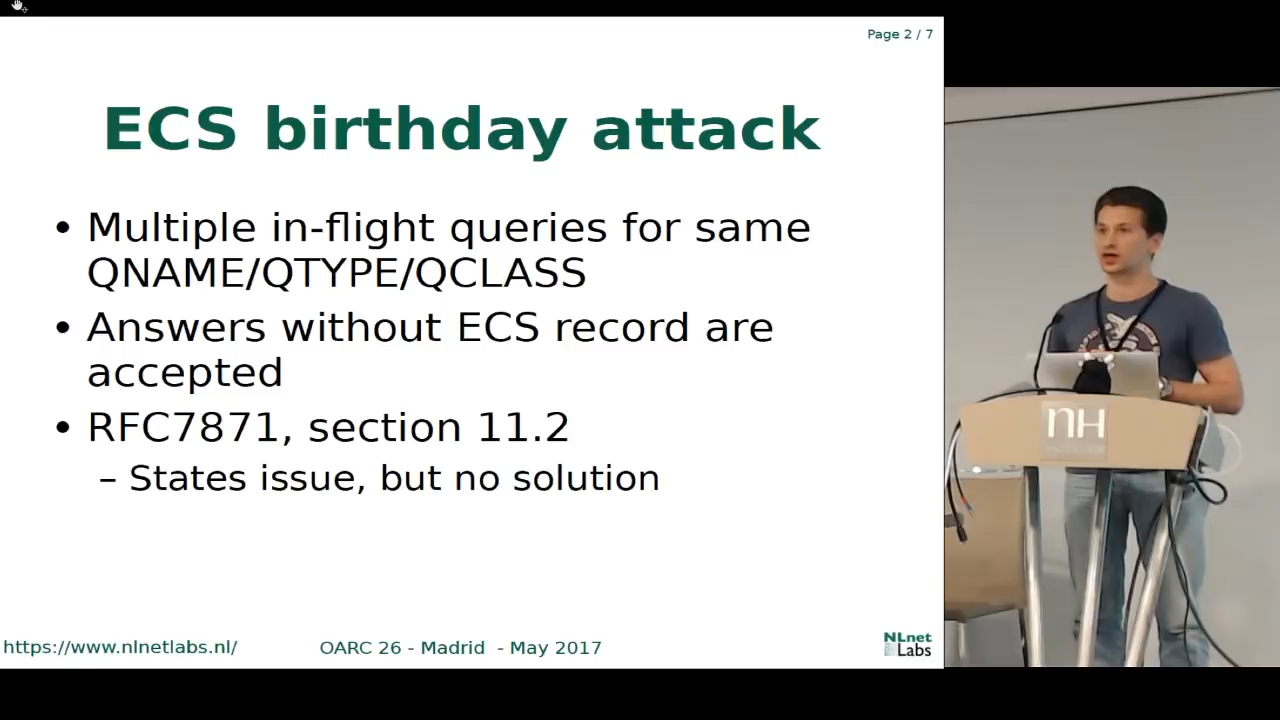 Page 2 / 7
ECS birthday attack
• Multiple in-flight queries for same
QNAME/QTYPE/QCLASS
• Answers without ECS record are
accepted
• RFC7871, section 11.2
– States issue, but no solution
https://www.nlnetlabs.nl/
OARC 26 - Madrid - May 2017
NLnet
Labs
nH